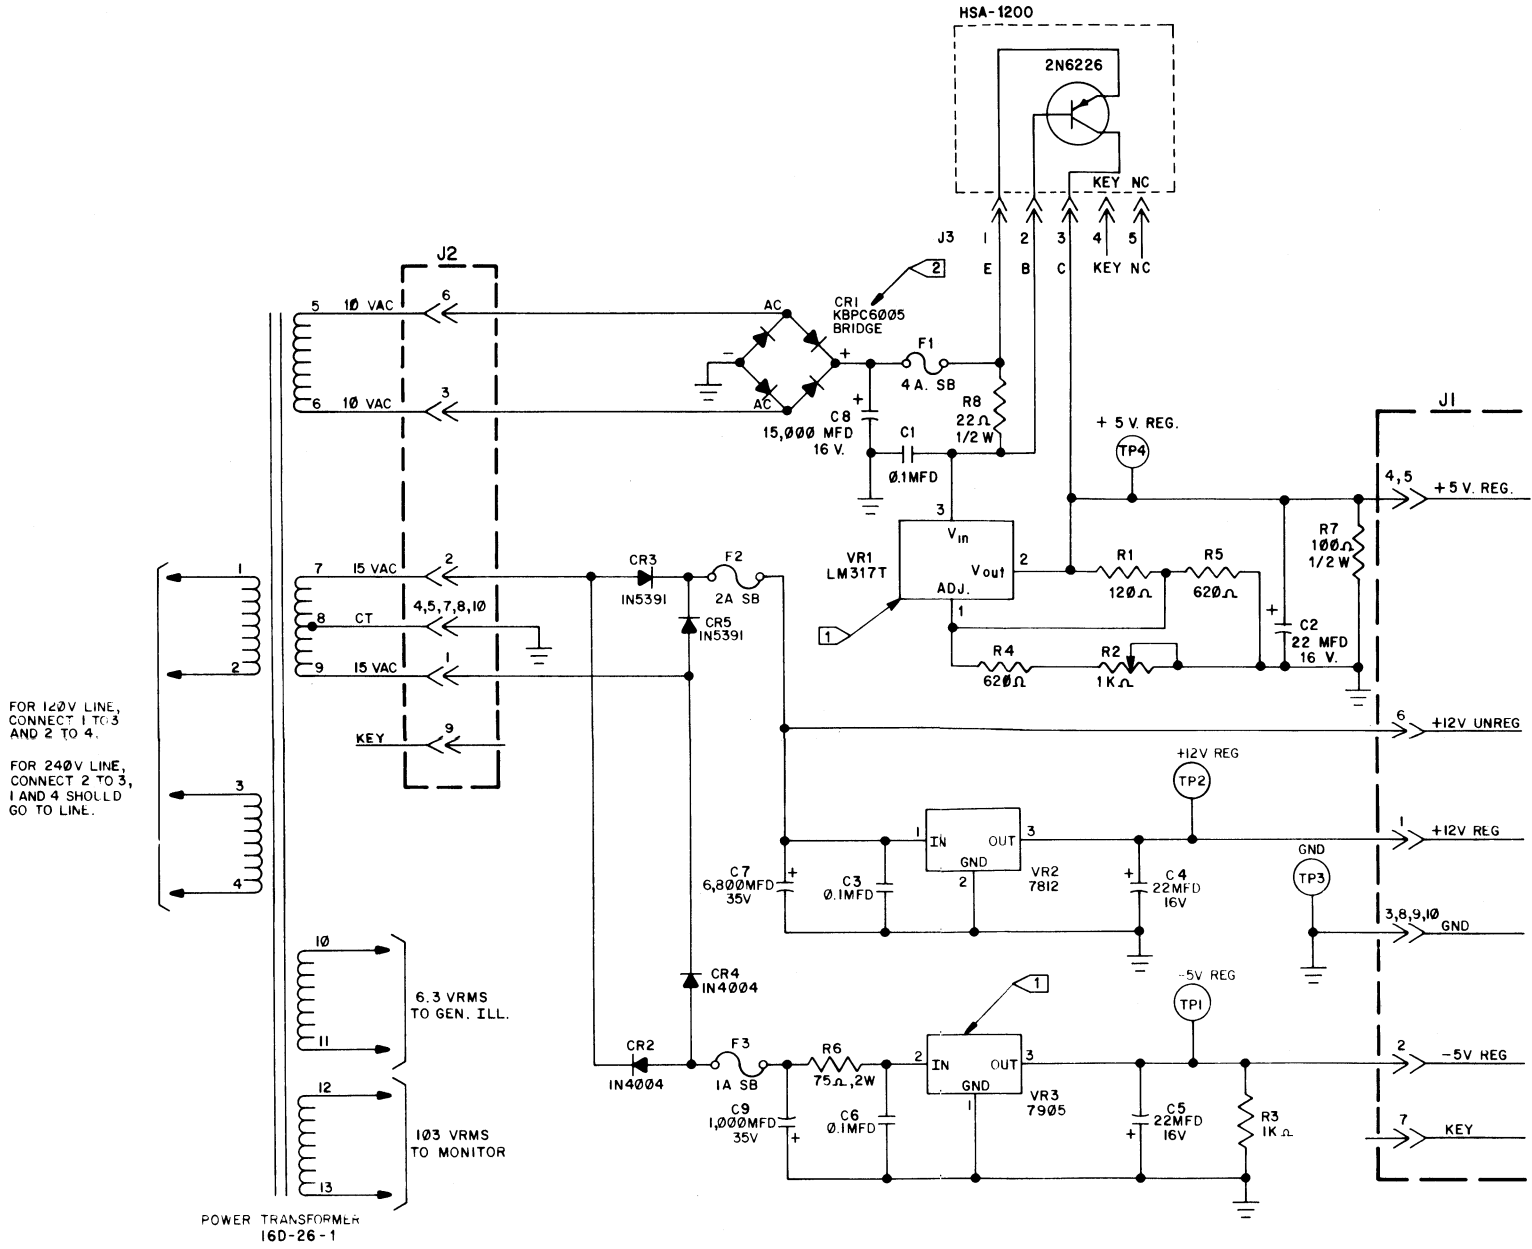 HSA-1200
2N6226
KEY NC
J3 1 2 3 4 5
E B C KEY NC
J2
2
CR1
KBPC6005
BRIDGE
5 10 VAC 6
AC
- +
F1
4 A. SB
6 10 VAC 3
AC
+
C8
15,000 MFD
16 V.
R8
22Ω
1/2 W
C1
0.1MFD
+ 5 V. REG.
TP4
J1
4,5
+5 V. REG.
R7
100Ω
1/2 W
3
Vin
VR1
LM317T
Vout 2
ADJ.
1
1
R1
120Ω
R5
620Ω
R4
620Ω
R2
1KΩ
+
C2
22 MFD
16 V.
1
2
7 15 VAC 2
8 CT 4,5,7,8,10
9 15 VAC 1
KEY 9
CR3
1N5391
F2
2A SB
CR5
1N5391
FOR 120V LINE,
CONNECT 1 TO 3
AND 2 TO 4.
FOR 240V LINE,
CONNECT 2 TO 3,
1 AND 4 SHOULD
GO TO LINE.
3
4
6 +12V UNREG
+12V REG
TP2
1 IN OUT 3
GND
2
VR2
7812
1 +12V REG
C7
6,800MFD
35V
+
C3
0.1MFD
+
C4
22MFD
16V
GND
TP3
3,8,9,10
GND
10
11
6.3 VRMS
TO GEN. ILL.
CR4
1N4004
1
-5V REG
TP1
CR2
1N4004
F3
1A SB
R6
75Ω,2W
2 IN OUT 3
GND
1
VR3
7905
2 -5V REG
C9
1,000MFD
35V
+
C6
0.1MFD
C5
22MFD
16V
+
R3
1KΩ
7 KEY
12
13
103 VRMS
TO MONITOR
POWER TRANSFORMER
16D-26-1